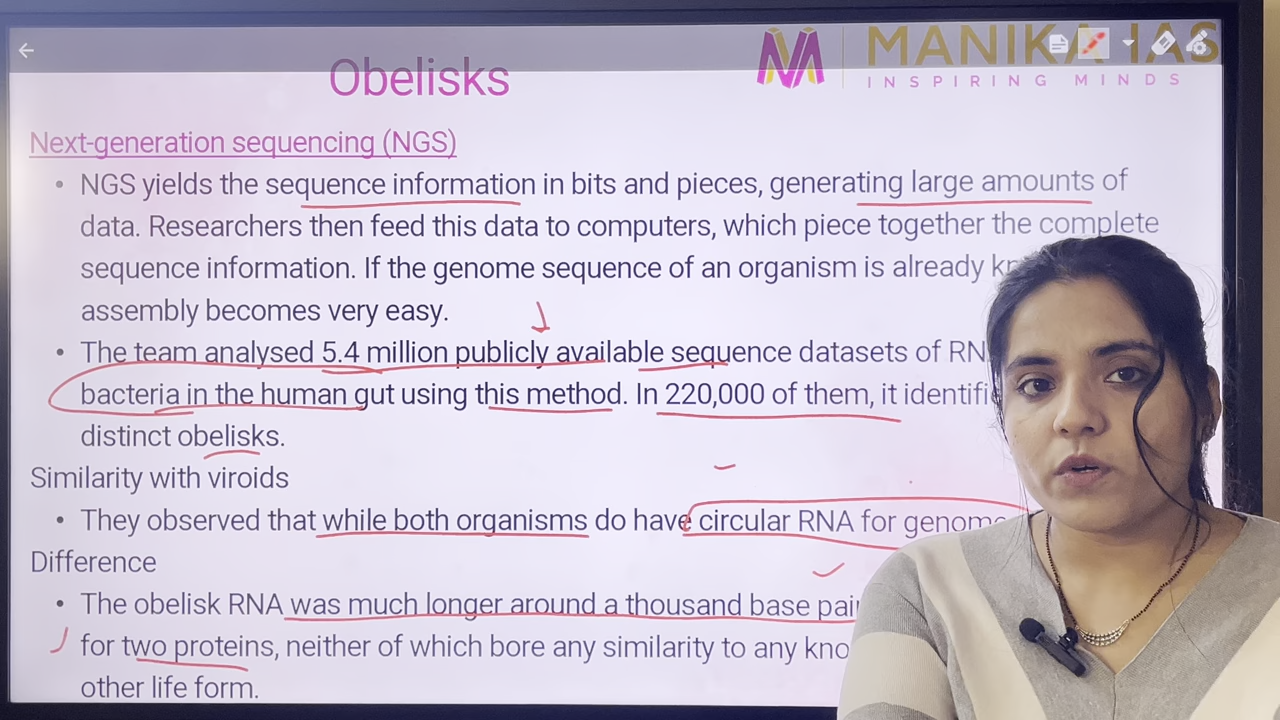 MANIKA IAS
INSPIRING MINDS
Obelisks
Next-generation sequencing (NGS)
• NGS yields the sequence information in bits and pieces, generating large amounts of
data. Researchers then feed this data to computers, which piece together the complete
sequence information. If the genome sequence of an organism is already
assembly becomes very easy.
• The team analysed 5.4 million publicly available sequence datasets of
bacteria in the human gut using this method. In 220,000 of them, it
distinct obelisks.
Similarity with viroids
• They observed that while both organisms do have circular RNA for
Difference
• The obelisk RNA was much longer around a thousand base
for two proteins, neither of which bore any similarity to any
other life form.